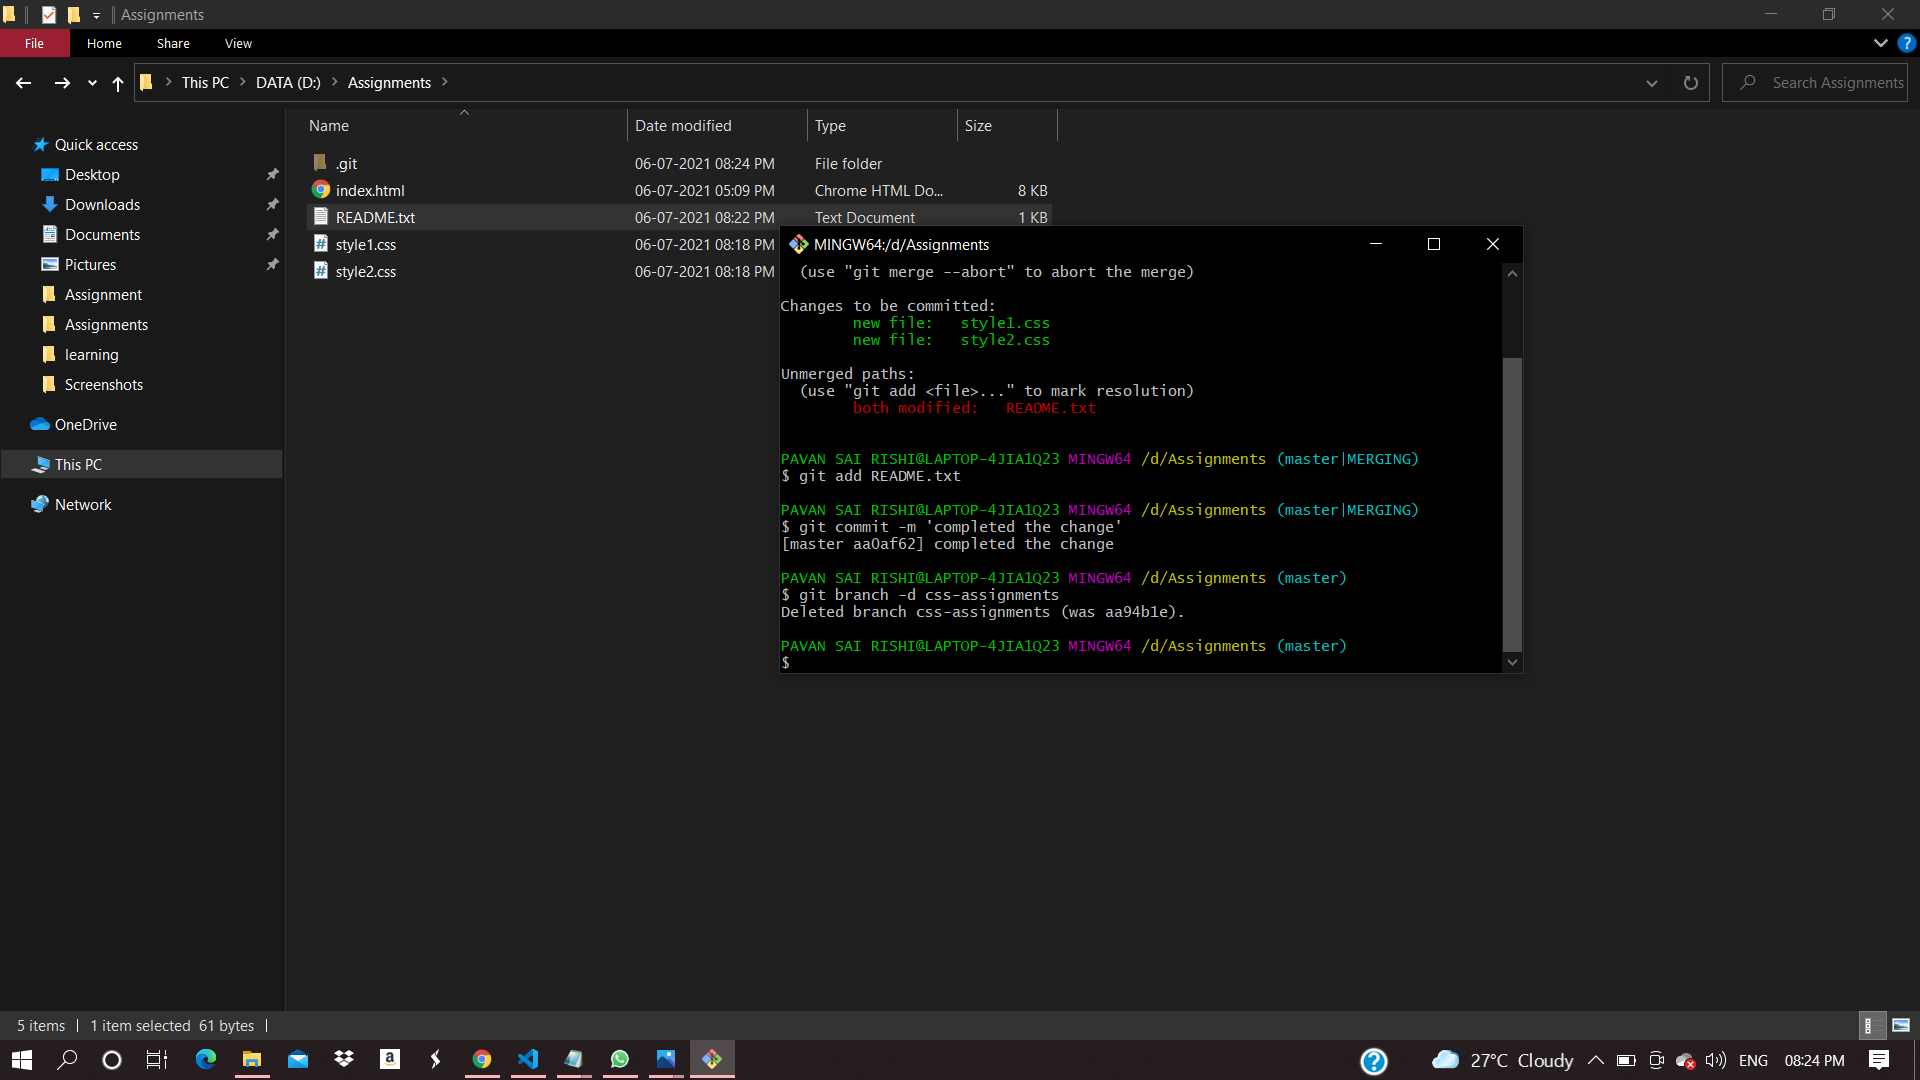 Assignments
File Home Share View
This PC DATA (D:) Assignments
Search Assignments
Name Date modified Type Size
Quick access
Desktop
Downloads
Documents
Pictures
Assignment
Assignments
learning
Screenshots
OneDrive
This PC
Network
.git 06-07-2021 08:24 PM File folder
index.html 06-07-2021 05:09 PM Chrome HTML Do... 8 KB
README.txt 06-07-2021 08:22 PM Text Document 1 KB
style1.css 06-07-2021 08:18 PM
style2.css 06-07-2021 08:18 PM
MINGW64:/d/Assignments
(use "git merge --abort" to abort the merge)
Changes to be committed:
new file: style1.css
new file: style2.css
Unmerged paths:
(use "git add <file>..." to mark resolution)
both modified: README.txt
PAVAN SAI RISHI@LAPTOP-4JIA1Q23 MINGW64 /d/Assignments (master|MERGING)
$ git add README.txt
PAVAN SAI RISHI@LAPTOP-4JIA1Q23 MINGW64 /d/Assignments (master|MERGING)
$ git commit -m 'completed the change'
[master aa0af62] completed the change
PAVAN SAI RISHI@LAPTOP-4JIA1Q23 MINGW64 /d/Assignments (master)
$ git branch -d css-assignments
Deleted branch css-assignments (was aa94b1e).
PAVAN SAI RISHI@LAPTOP-4JIA1Q23 MINGW64 /d/Assignments (master)
$
5 items 1 item selected 61 bytes
27°C Cloudy ENG 08:24 PM